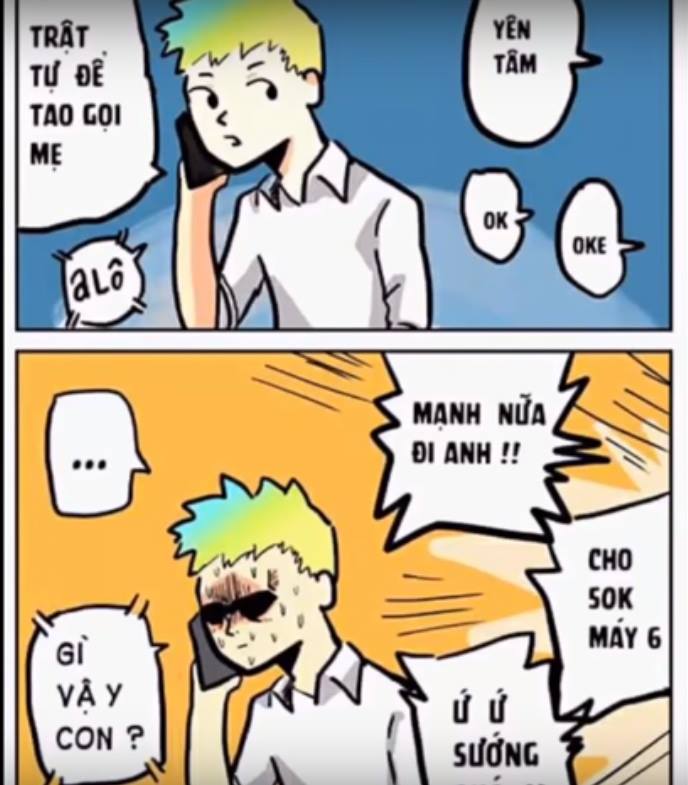 TRẬT
TỰ ĐỂ
TAO GỌI
MẸ
YÊN
TÂM
OK
OKE
aLô
...
MẠNH NỮA
ĐI ANH !!
CHO
50K
MÁY 6
GÌ
VẬY
CON ?
Ứ Ứ
SƯỚNG